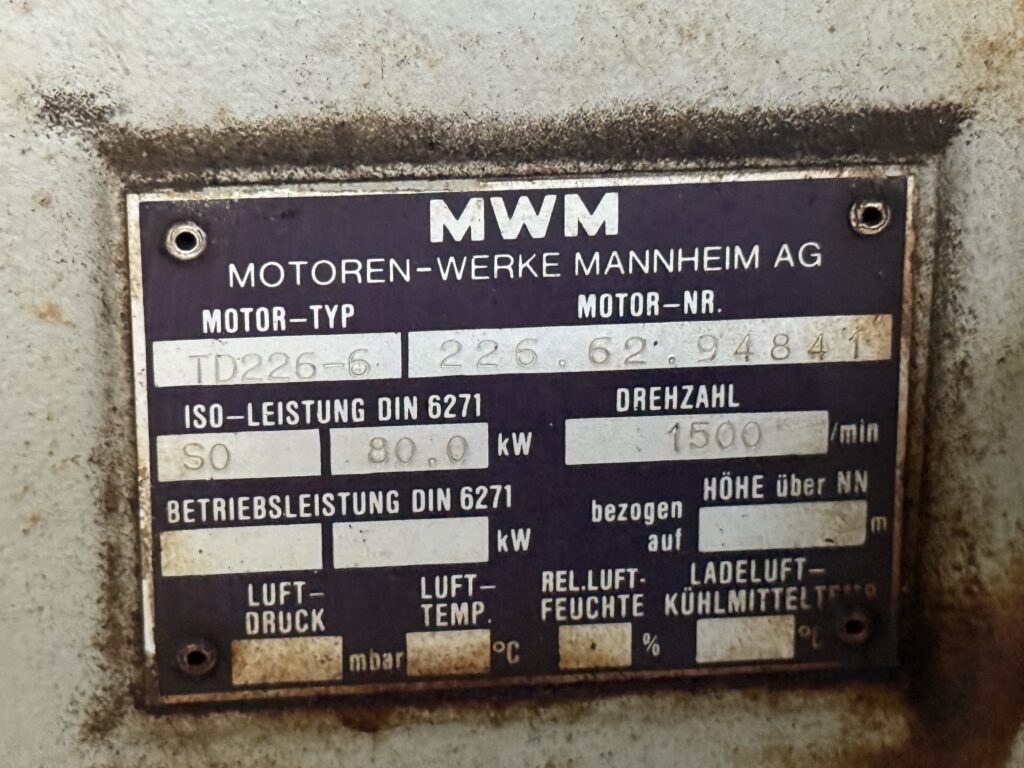 MWM
MOTOREN-WERKE MANNHEIM AG
MOTOR-TYP MOTOR-NR.
TD226-6 226.62.94841
ISO-LEISTUNG DIN 6271 DREHZAHL
SO 80.0 kW 1500 /min
BETRIEBSLEISTUNG DIN 6271 bezogen auf HÖHE über NN
kW m
LUFT-DRUCK LUFT-TEMP. REL.LUFT-FEUCHTE LADELUFT-KÜHLMITTELTEMP
mbar °C % °C